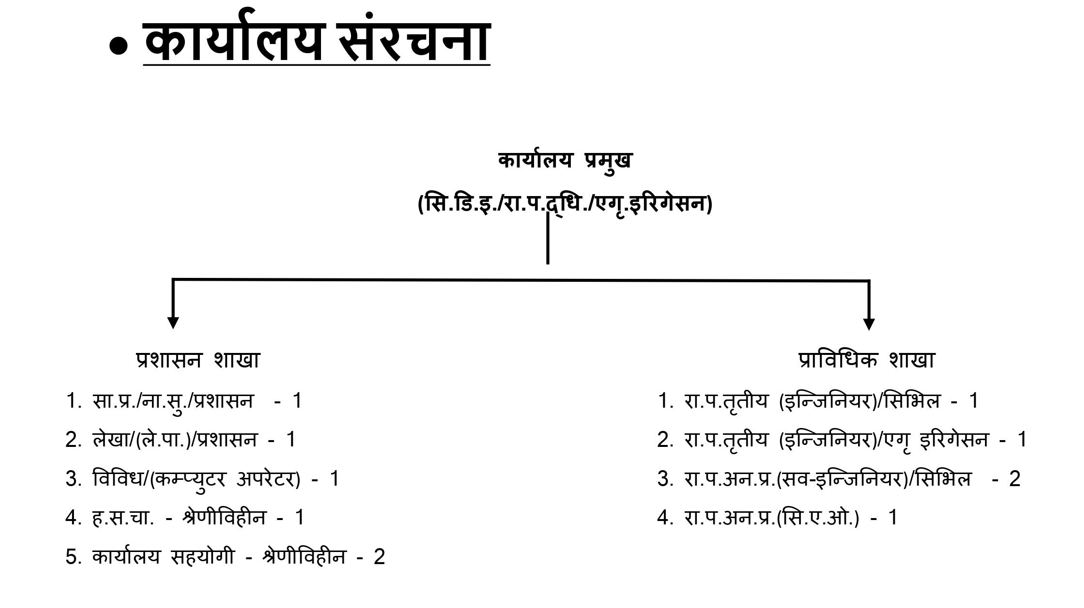 • कार्यालय संरचना
कार्यालय प्रमुख
(सि.डि.इ./रा.प.द्धि./एगृ.इरिगेसन)
प्रशासन शाखा
1. सा.प्र./ना.सु./प्रशासन - 1
2. लेखा/(ले.पा.)/प्रशासन - 1
3. विविध/(कम्प्युटर अपरेटर) - 1
4. ह.स.चा. - श्रेणीविहीन - 1
5. कार्यालय सहयोगी - श्रेणीविहीन - 2
प्राविधिक शाखा
1. रा.प.तृतीय (इन्जिनियर)/सिभिल - 1
2. रा.प.तृतीय (इन्जिनियर)/एगृ इरिगेसन - 1
3. रा.प.अन.प्र.(सव-इन्जिनियर)/सिभिल - 2
4. रा.प.अन.प्र.(सि.ए.ओ.) - 1